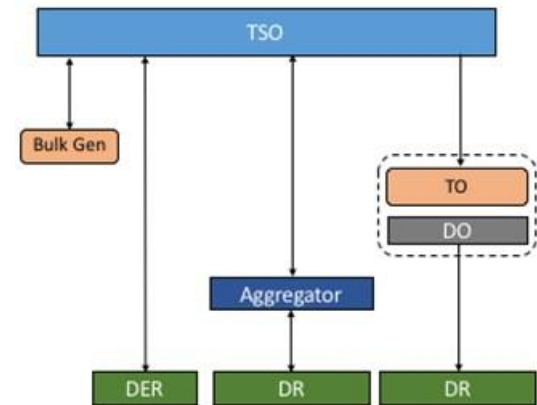 TSO
Bulk Gen
TO
DO
Aggregator
DER
DR
DR